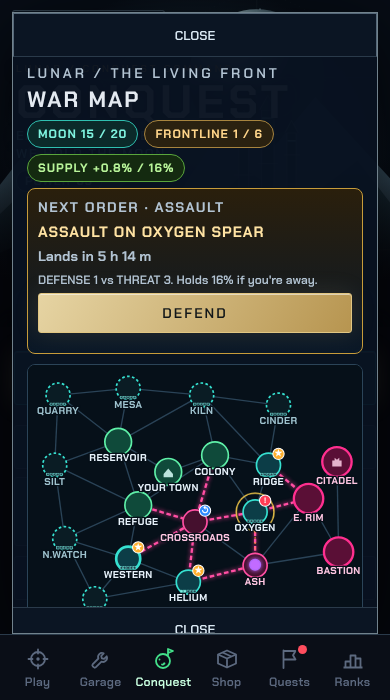 CLOSE
LUNAR / THE LIVING FRONT
WAR MAP
MOON 15 / 20
FRONTLINE 1 / 6
SUPPLY +0.8% / 16%
NEXT ORDER · ASSAULT
ASSAULT ON OXYGEN SPEAR
Lands in 5 h 14 m
DEFENSE 1 vs THREAT 3. Holds 16% if you're away.
DEFEND
QUARRY
MESA
KILN
CINDER
RESERVOIR
SILT
YOUR TOWN
COLONY
RIDGE
CITADEL
REFUGE
CROSSROADS
OXYGEN
E. RIM
N.WATCH
WESTERN
HELIUM
ASH
BASTION
CLOSE
Play
Garage
Conquest
Shop
Quests
Ranks